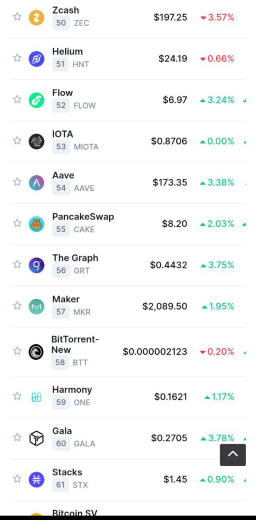 Zcash
50 ZEC $197.25 3.57%
Helium
51 HNT $24.19 0.66%
Flow
52 FLOW $6.97 3.24%
IOTA
53 MIOTA $0.8706 0.00%
Aave
54 AAVE $173.35 3.38%
PancakeSwap
55 CAKE $8.20 2.03%
The Graph
56 GRT $0.4432 3.75%
Maker
57 MKR $2,089.50 1.95%
BitTorrent-
New
58 BTT $0.000002123 0.20%
Harmony
59 ONE $0.1621 1.17%
Gala
60 GALA $0.2705 3.78%
Stacks
61 STX $1.45 0.90%
Bitcoin SV